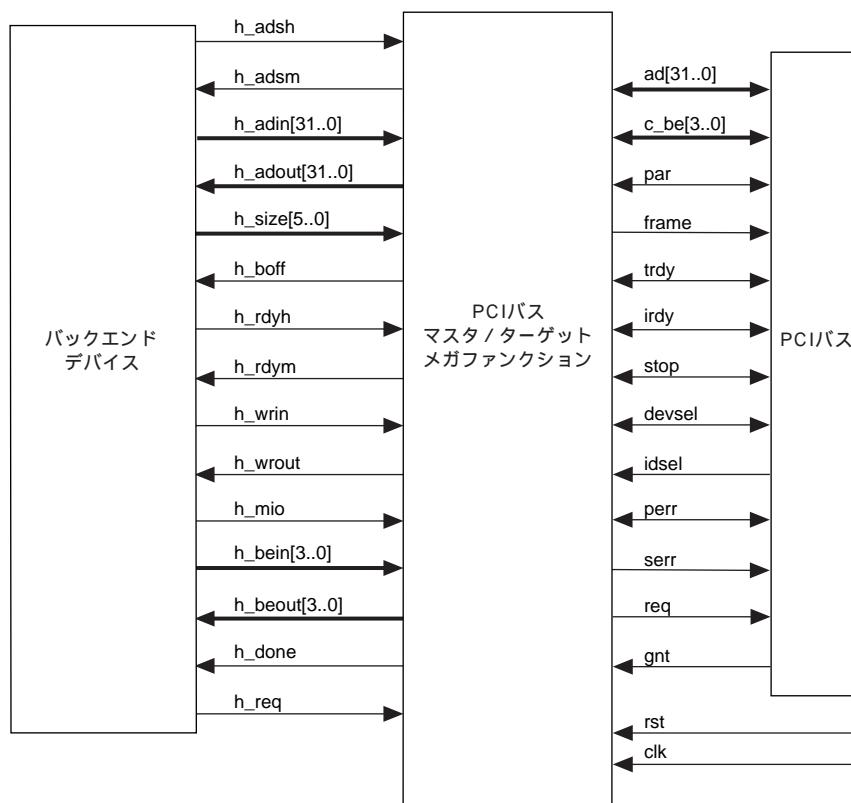 h_adsh
h_adsm
h_adin[31..0]
h_adout[31..0]
h_size[5..0]
h_boff
h_rdyh
h_rdym
h_wrin
h_wrout
h_mio
h_bein[3..0]
h_beout[3..0]
h_done
h_req
バックエンド
デバイス
PCIバス
マスタ / ターゲット
メガファンクション
ad[31..0]
c_be[3..0]
par
frame
trdy
irdy
stop
devsel
idsel
perr
serr
req
gnt
rst
clk
PCIバス